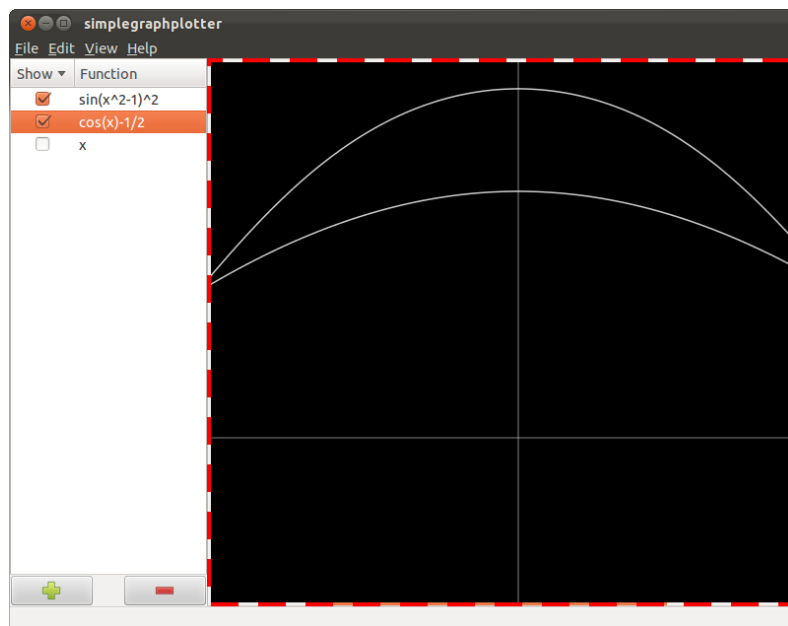 simplegraphplotter
File Edit View Help
Show Function
sin(x^2-1)^2
cos(x)-1/2
x